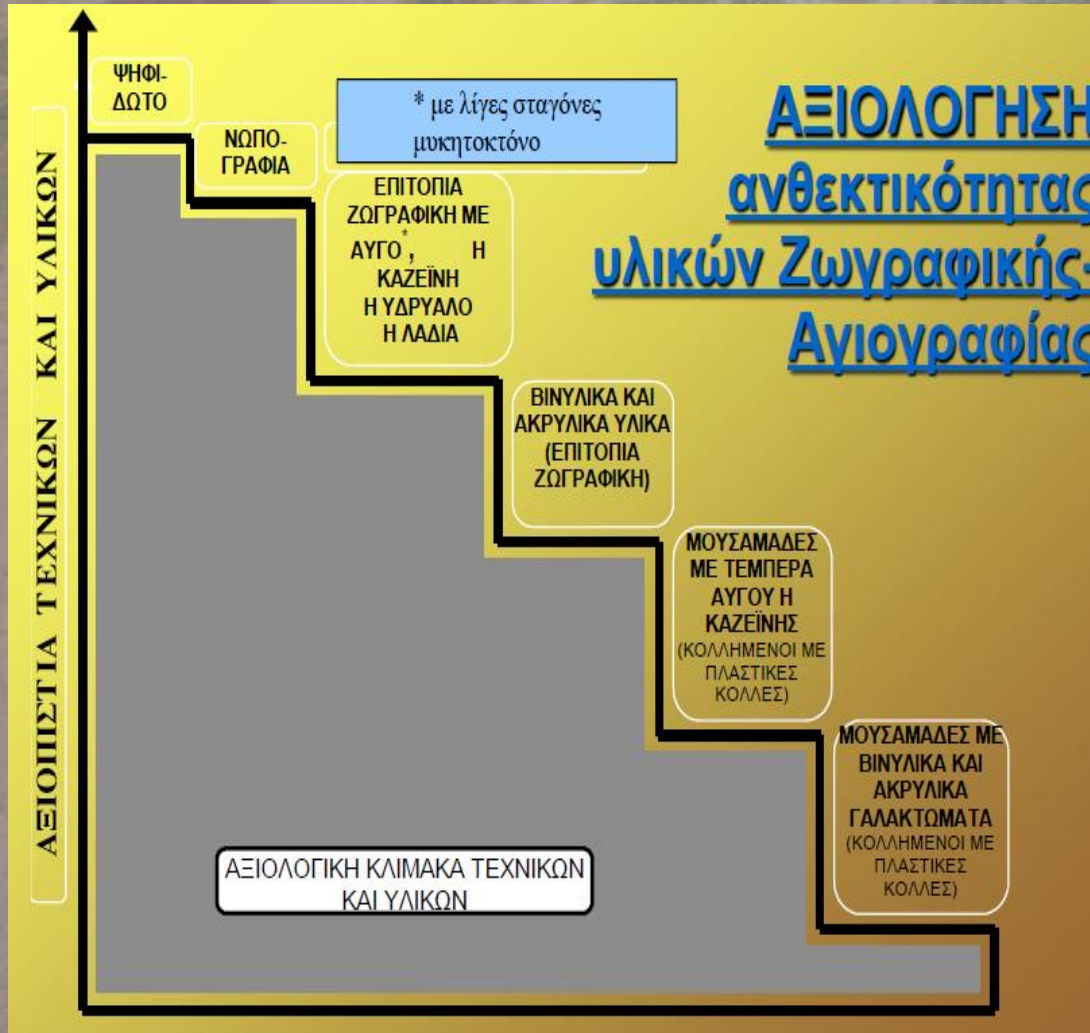 ΑΞΙΟΛΟΓΗΣΗ
ανθεκτικότητας
υλικών Ζωγραφικής-
Αγιογραφίας
ΑΞΙΟΠΙΣΤΙΑ ΤΕΧΝΙΚΩΝ ΚΑΙ ΥΛΙΚΩΝ
ΨΗΦΙ-
ΔΩΤΟ
ΝΩΠΟ-
ΓΡΑΦΙΑ
* με λίγες σταγόνες
μυκητοκτόνο
ΕΠΙΤΟΠΙΑ
ΖΩΓΡΑΦΙΚΗ ΜΕ
ΑΥΓΟ*, Η
ΚΑΖΕΪΝΗ
Η ΥΔΡΥΑΛΟ
Η ΛΑΔΙΑ
ΒΙΝΥΛΙΚΑ ΚΑΙ
ΑΚΡΥΛΙΚΑ ΥΛΙΚΑ
(ΕΠΙΤΟΠΙΑ
ΖΩΓΡΑΦΙΚΗ)
ΜΟΥΣΑΜΑΔΕΣ
ΜΕ ΤΕΜΠΕΡΑ
ΑΥΓΟΥ Η
ΚΑΖΕΪΝΗΣ
(ΚΟΛΛΗΜΕΝΟΙ ΜΕ
ΠΛΑΣΤΙΚΕΣ
ΚΟΛΛΕΣ)
ΜΟΥΣΑΜΑΔΕΣ ΜΕ
ΒΙΝΥΛΙΚΑ ΚΑΙ
ΑΚΡΥΛΙΚΑ
ΓΑΛΑΚΤΩΜΑΤΑ
(ΚΟΛΛΗΜΕΝΟΙ ΜΕ
ΠΛΑΣΤΙΚΕΣ
ΚΟΛΛΕΣ)
ΑΞΙΟΛΟΓΙΚΗ ΚΛΙΜΑΚΑ ΤΕΧΝΙΚΩΝ
ΚΑΙ ΥΛΙΚΩΝ